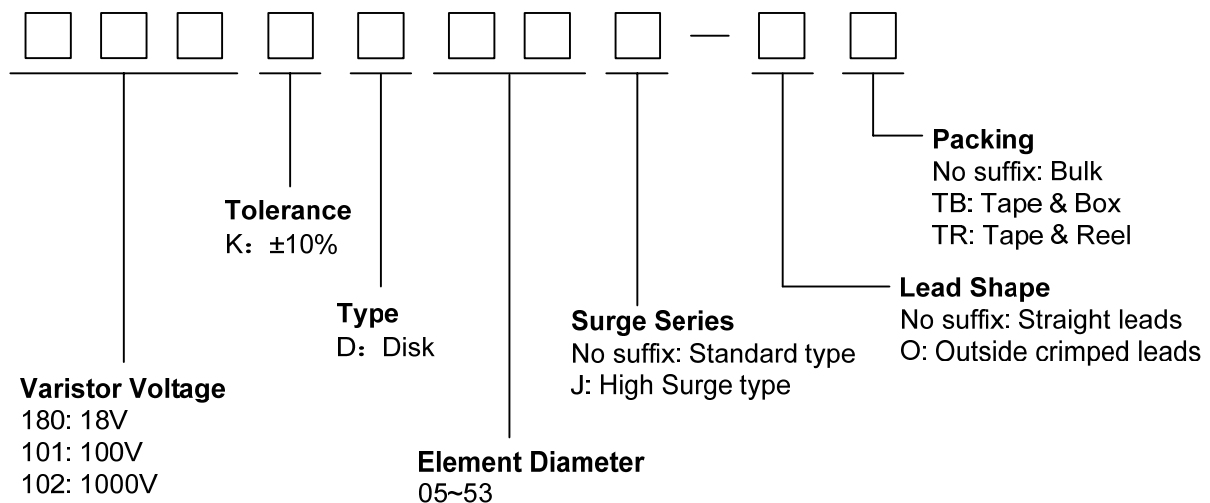 Packing
No suffix: Bulk
TB: Tape & Box
TR: Tape & Reel
Tolerance
K： ±10%
Lead Shape
No suffix: Straight leads
O: Outside crimped leads
Type
D： Disk
Surge Series
No suffix: Standard type
J: High Surge type
Varistor Voltage
180: 18V
101: 100V
102: 1000V
Element Diameter
05~53